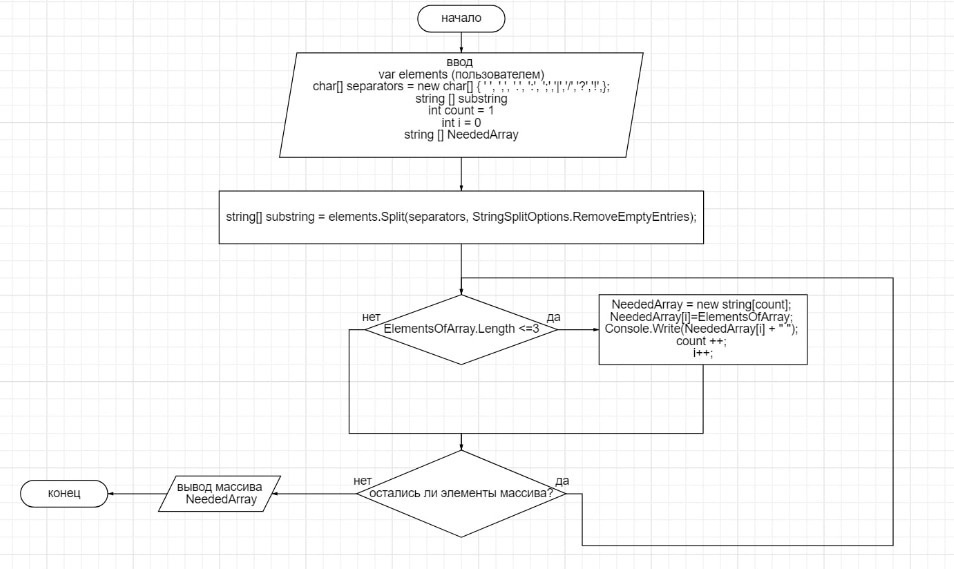 начало
ввод
var elements (пользователем)
char[] separators = new char[] { ' ', ',', '.', ':', ';','|','/','?','!',};
string [] substring
int count = 1
int i = 0
string [] NeededArray
string[] substring = elements.Split(separators, StringSplitOptions.RemoveEmptyEntries);
нет
да
ElementsOfArray.Length <=3
NeededArray = new string[count];
NeededArray[i]=ElementsOfArray;
Console.Write(NeededArray[i] + " ");
count ++;
i++;
нет
да
остались ли элементы массива?
вывод массива
NeededArray
конец